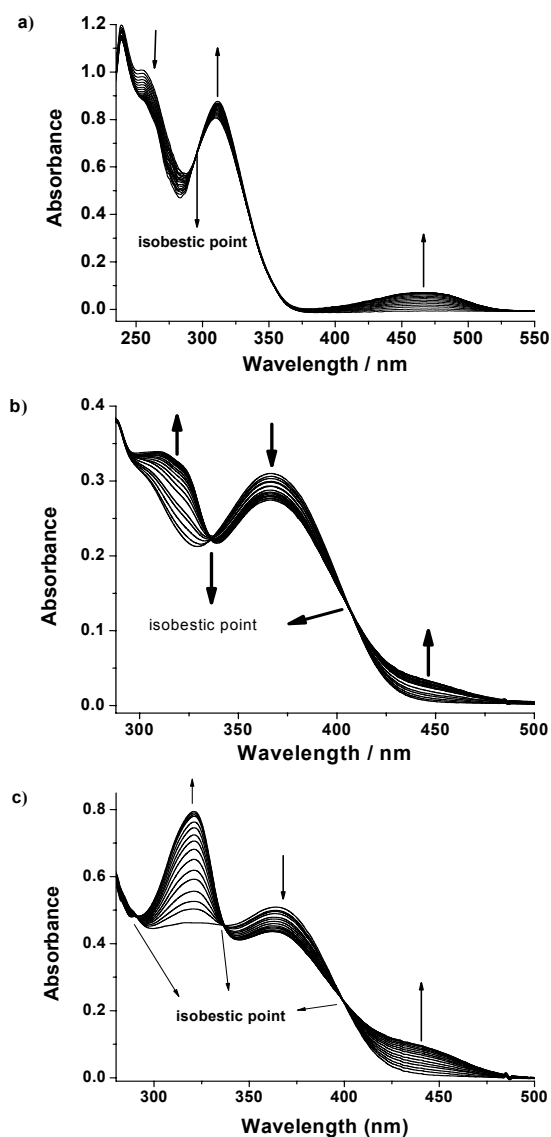 a)
1.2
1.0
0.8
0.6
0.4
0.2
0.0
Absorbance
isobestic point
250 300 350 400 450 500 550
Wavelength / nm
b)
0.4
0.3
0.2
0.1
0.0
Absorbance
isobestic point
300 350 400 450 500
Wavelength / nm
c)
0.8
0.6
0.4
0.2
0.0
Absorbance
isobestic point
300 350 400 450 500
Wavelength (nm)